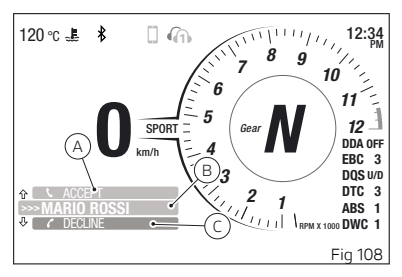 120 °C
1
12:34
PM
0
km/h
SPORT
Gear
N
1
2
3
4
5
6
7
8
9
10
11
12
RPM X 1000
DDA OFF
EBC 3
DQS U/D
DTC 3
ABS 1
DWC 1
A
ACCEPT
B
>>>MARIO ROSSI
DECLINE
C
Fig 108